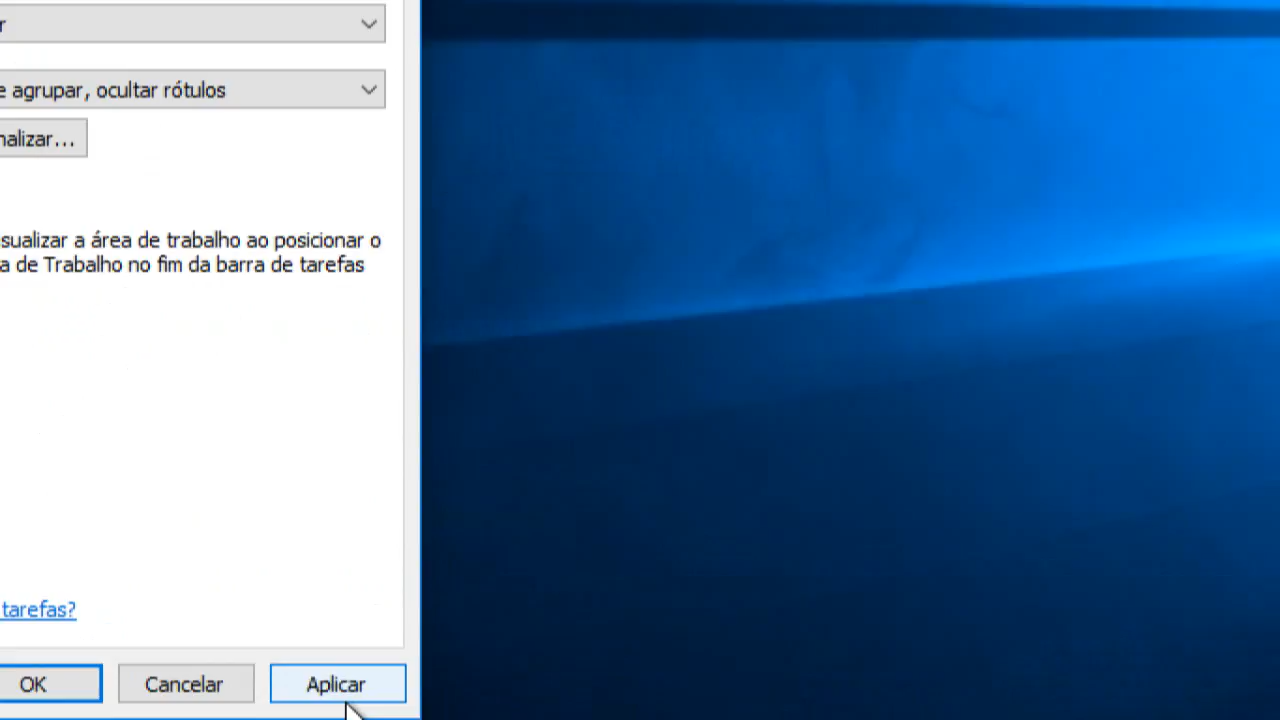 r
e agrupar, ocultar rótulos
nalizar...
sualizar a área de trabalho ao posicionar o
a de Trabalho no fim da barra de tarefas
tarefas?
OK
Cancelar
Aplicar